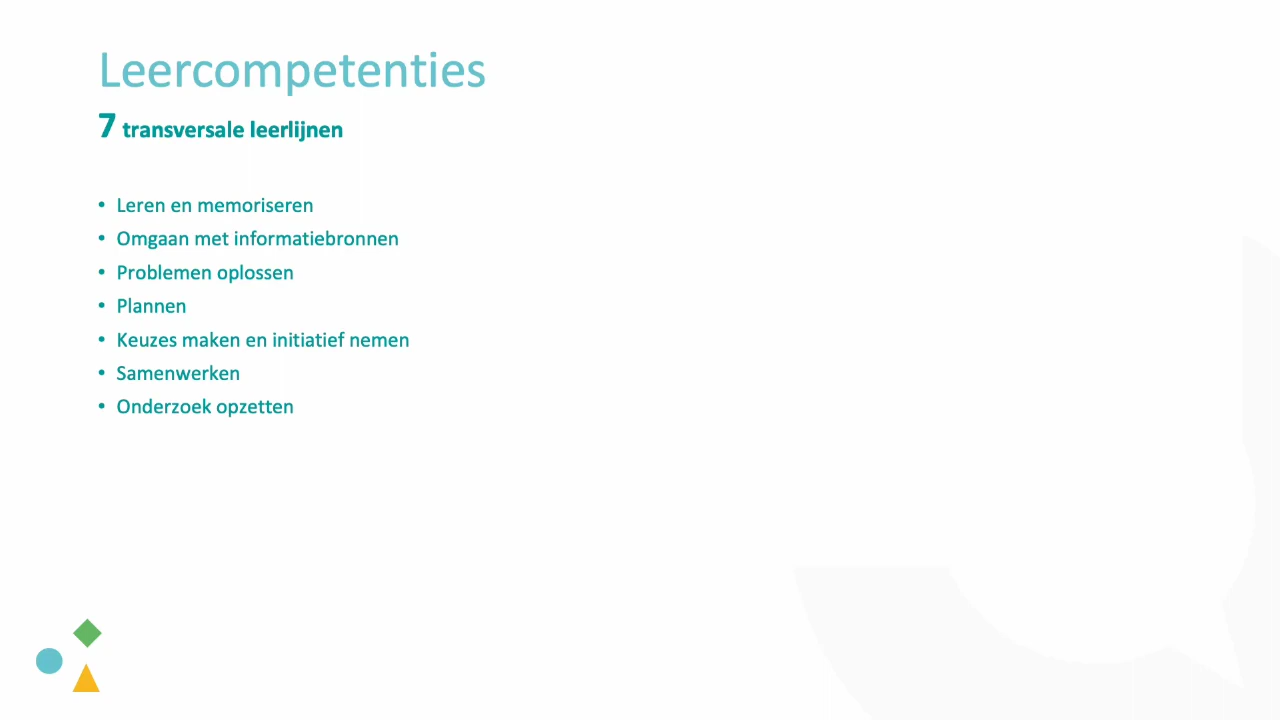 Leercompetenties
7 transversale leerlijnen
• Leren en memoriseren
• Omgaan met informatiebronnen
• Problemen oplossen
• Plannen
• Keuzes maken en initiatief nemen
• Samenwerken
• Onderzoek opzetten